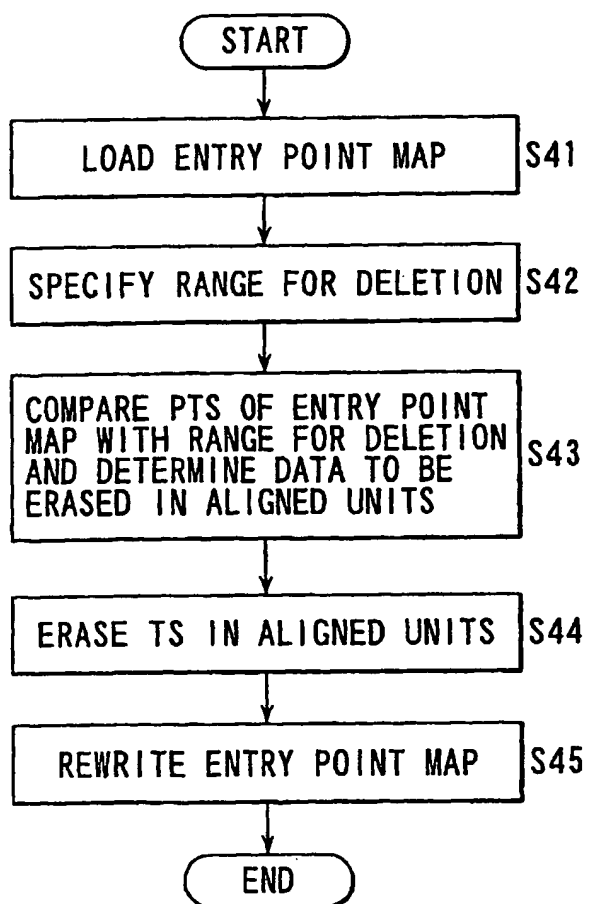 START
LOAD ENTRY POINT MAP S41
SPECIFY RANGE FOR DELETION S42
COMPARE PTS OF ENTRY POINT
MAP WITH RANGE FOR DELETION
AND DETERMINE DATA TO BE
ERASED IN ALIGNED UNITS
S43
ERASE TS IN ALIGNED UNITS S44
REWRITE ENTRY POINT MAP S45
END